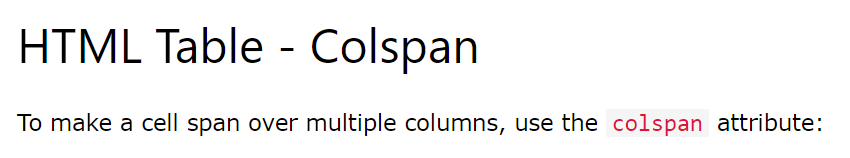 HTML Table - Colspan
To make a cell span over multiple columns, use the colspan attribute: